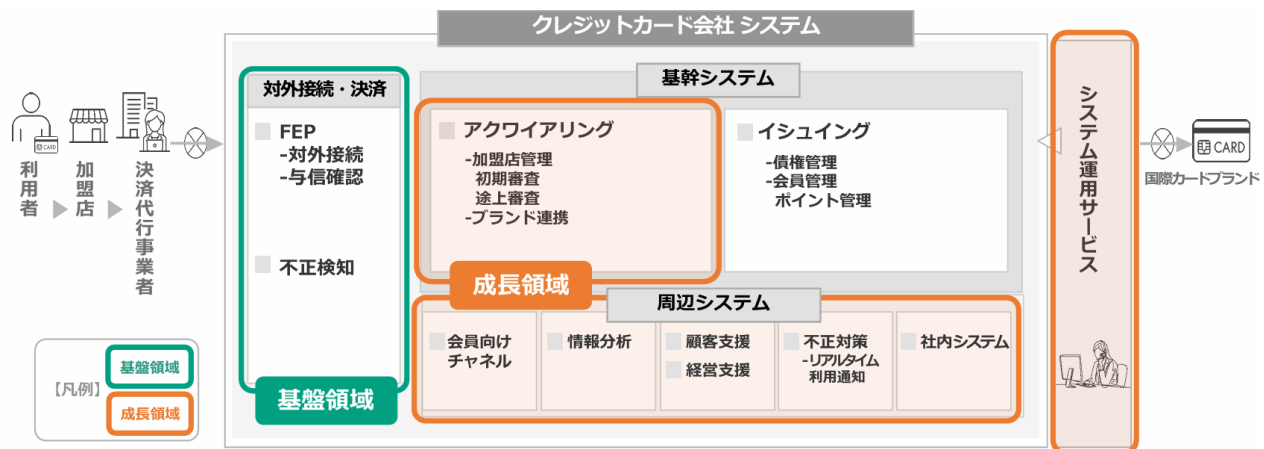 クレジットカード会社 システム
利用者
加盟店
決済代行事業者
CARD
対外接続・決済
FEP
-対外接続
-与信確認
不正検知
基盤領域
基幹システム
アクワイアリング
-加盟店管理
初期審査
途上審査
-ブランド連携
成長領域
イシュイング
-債権管理
-会員管理
ポイント管理
周辺システム
会員向け
チャネル
情報分析
顧客支援
経営支援
不正対策
-リアルタイム
利用通知
社内システム
システム運用サービス
CARD
国際カードブランド
【凡例】
基盤領域
成長領域